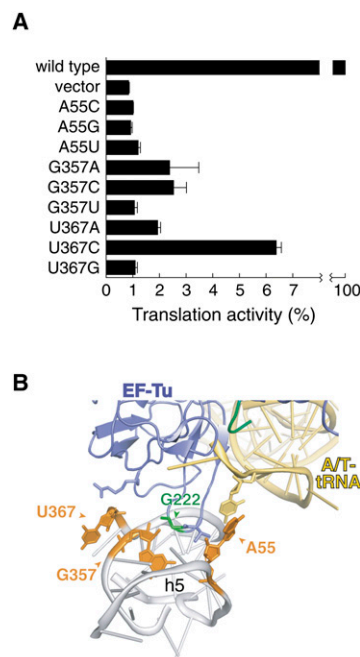 A
wild type
vector
A55C
A55G
A55U
G357A
G357C
G357U
U367A
U367C
U367G
0 1 2 3 4 5 6 7 100
Translation activity (%)
B
EF-Tu
A/T-
tRNA
U367
G222
G357
A55
h5